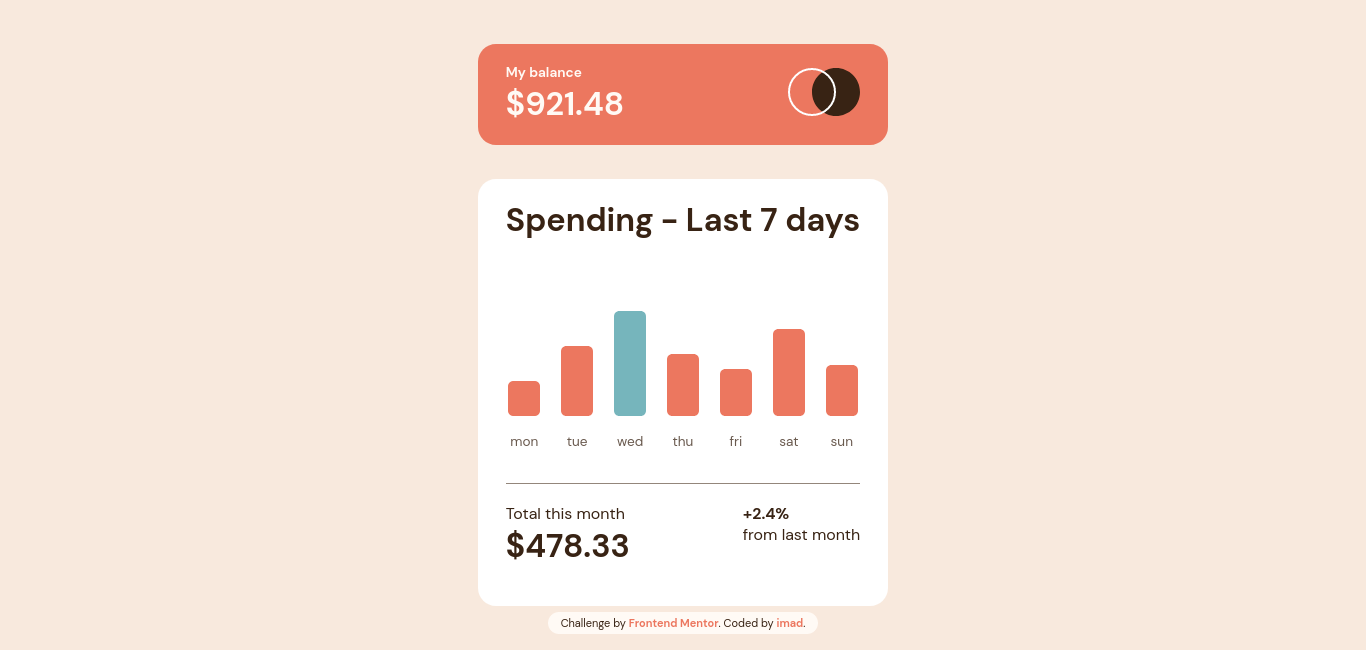 My balance
$921.48
Spending - Last 7 days
mon tue wed thu fri sat sun
Total this month
$478.33
+2.4%
from last month
Challenge by Frontend Mentor. Coded by imad.